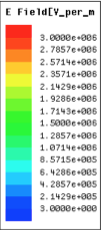 E Field[V_per_m
3.0000e+006
2.7857e+006
2.5714e+006
2.3571e+006
2.1429e+006
1.9286e+006
1.7143e+006
1.5000e+006
1.2857e+006
1.0714e+006
8.5715e+005
6.4286e+005
4.2857e+005
2.1429e+005
3.0000e+000